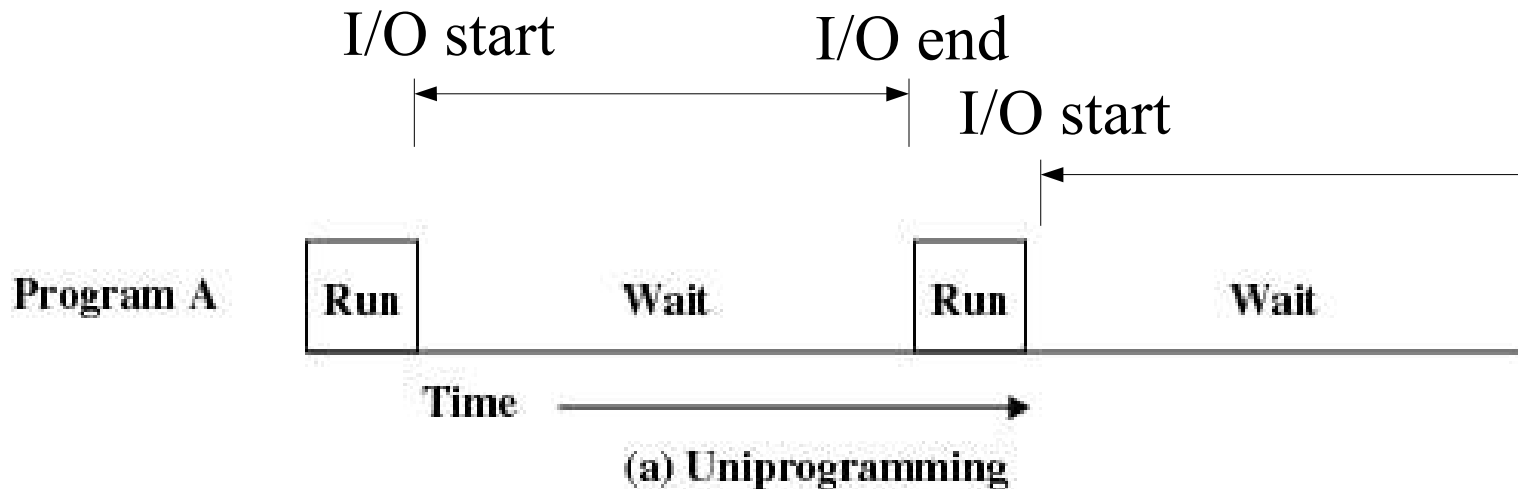 I/O start
I/O end
I/O start
Program A
Run
Wait
Run
Wait
Time
(a) Uniprogramming